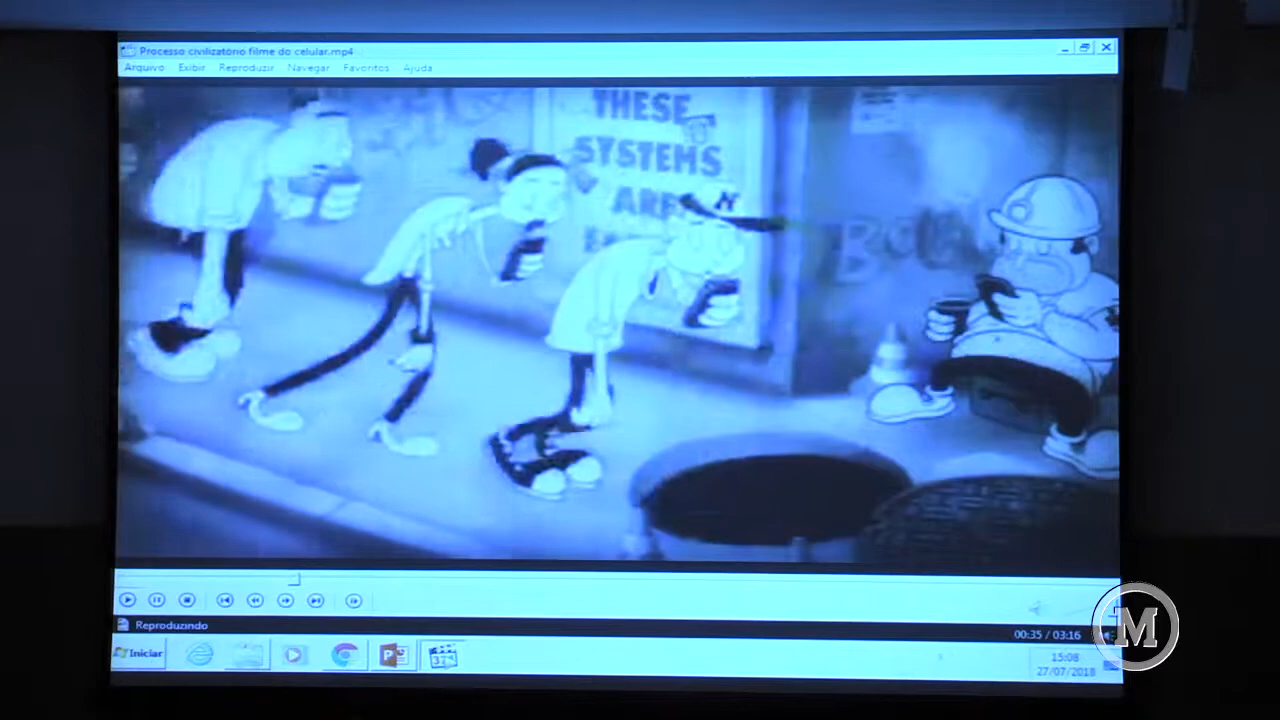 Processo civilizatório filme do celular.mp4
Arquivo Exibir Reproduzir Navegar Favoritos Ajuda
THESE
SYSTEMS
ARE
Reproduzindo
00:35 / 03:16
M
Iniciar
15:08
27/07/2018